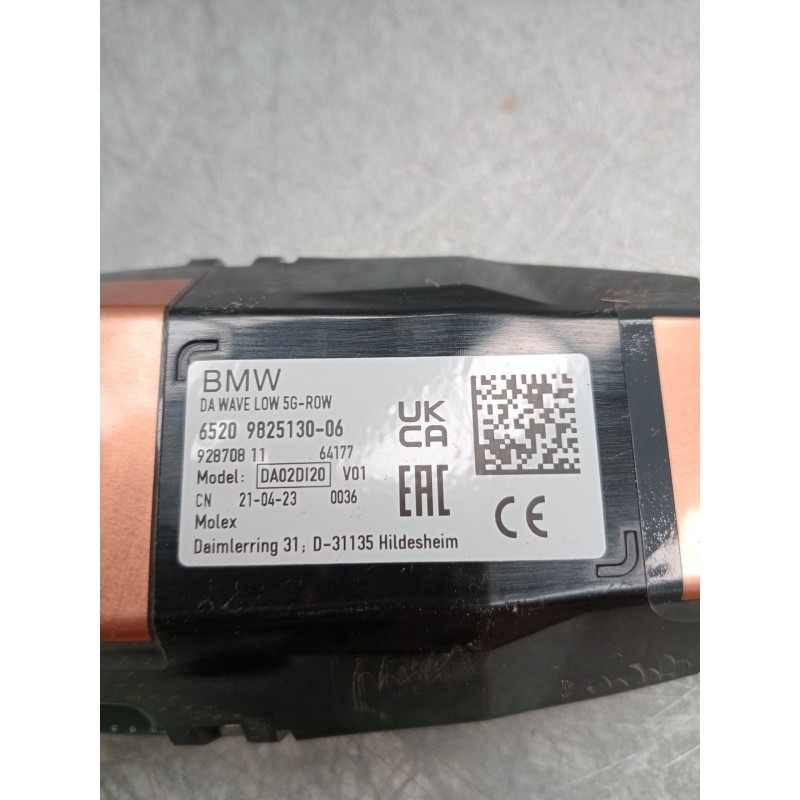 BMW
DA WAVE LOW 5G-ROW
6520 9825130-06
928708 11 64177
Model: DA02DI20 V01
CN 21-04-23 0036
Molex
Daimlerring 31; D-31135 Hildesheim
UK
CA
EAC
CE